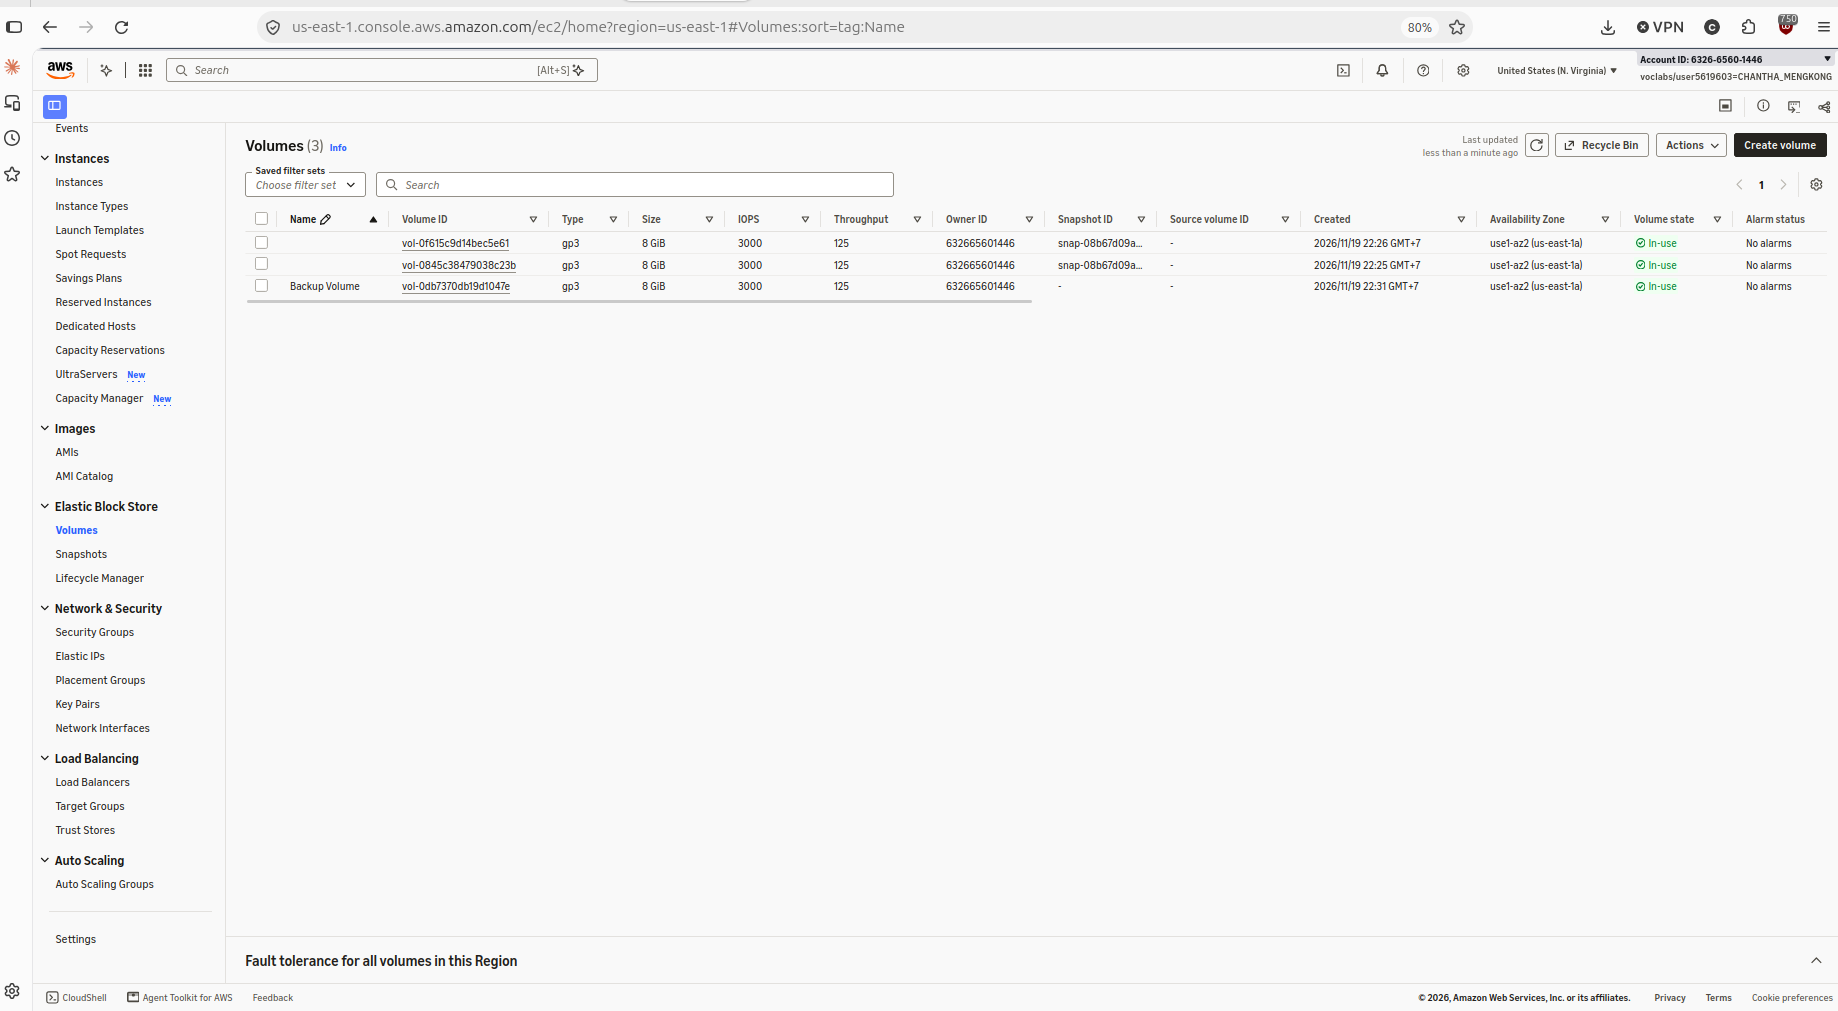 us-east-1.console.aws.amazon.com/ec2/home?region=us-east-1#Volumes:sort=tag:Name
80%
VPN
C
750
aws
Search
[Alt+S]
United States (N. Virginia)
Account ID: 6326-6560-1446
voclabs/user5619603=CHANTHA_MENGKONG
Events
Instances
Instances
Instance Types
Launch Templates
Spot Requests
Savings Plans
Reserved Instances
Dedicated Hosts
Capacity Reservations
UltraServers New
Capacity Manager New
Images
AMIs
AMI Catalog
Elastic Block Store
Volumes
Snapshots
Lifecycle Manager
Network & Security
Security Groups
Elastic IPs
Placement Groups
Key Pairs
Network Interfaces
Load Balancing
Load Balancers
Target Groups
Trust Stores
Auto Scaling
Auto Scaling Groups
Settings
Volumes (3) Info
Last updated
less than a minute ago
Recycle Bin
Actions
Create volume
Saved filter sets
Choose filter set
Search
1
Name Volume ID Type Size IOPS Throughput Owner ID Snapshot ID Source volume ID Created Availability Zone Volume state Alarm status
vol-0f615c9d14bec5e61 gp3 8 GiB 3000 125 632665601446 snap-08b67d09a... - 2026/11/19 22:26 GMT+7 use1-az2 (us-east-1a) In-use No alarms
vol-0845c38479038c23b gp3 8 GiB 3000 125 632665601446 snap-08b67d09a... - 2026/11/19 22:25 GMT+7 use1-az2 (us-east-1a) In-use No alarms
Backup Volume vol-0db7370db19d1047e gp3 8 GiB 3000 125 632665601446 - - 2026/11/19 22:31 GMT+7 use1-az2 (us-east-1a) In-use No alarms
Fault tolerance for all volumes in this Region
CloudShell
Agent Toolkit for AWS
Feedback
© 2026, Amazon Web Services, Inc. or its affiliates.
Privacy
Terms
Cookie preferences